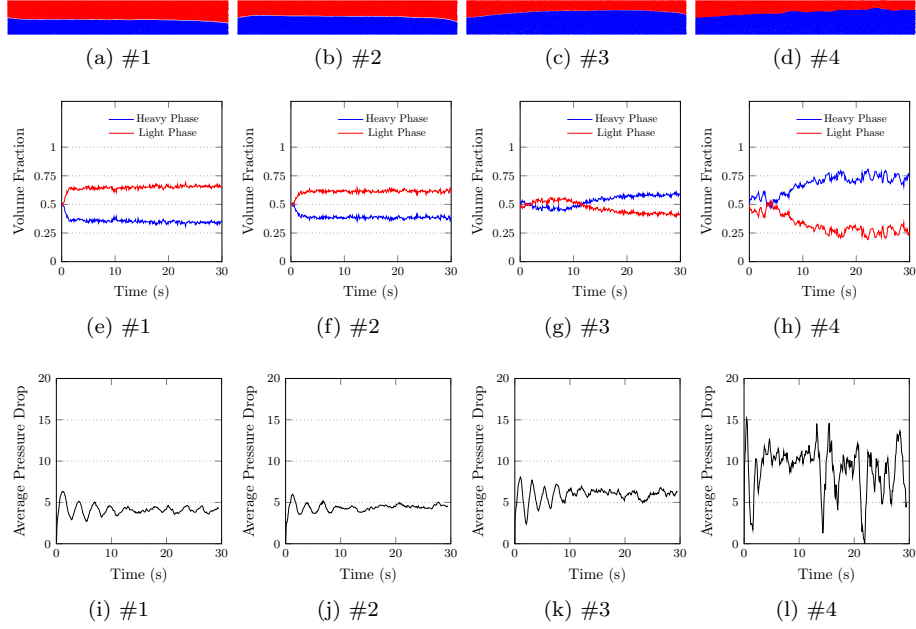 (a) #1
(b) #2
(c) #3
(d) #4
Volume Fraction
Heavy Phase
Light Phase
1
0.75
0.5
0.25
0
0 10 20 30
Time (s)
(e) #1
Volume Fraction
Heavy Phase
Light Phase
1
0.75
0.5
0.25
0
0 10 20 30
Time (s)
(f) #2
Volume Fraction
Heavy Phase
Light Phase
1
0.75
0.5
0.25
0
0 10 20 30
Time (s)
(g) #3
Volume Fraction
Heavy Phase
Light Phase
1
0.75
0.5
0.25
0
0 10 20 30
Time (s)
(h) #4
Average Pressure Drop
20
15
10
5
0
0 10 20 30
Time (s)
(i) #1
Average Pressure Drop
20
15
10
5
0
0 10 20 30
Time (s)
(j) #2
Average Pressure Drop
20
15
10
5
0
0 10 20 30
Time (s)
(k) #3
Average Pressure Drop
20
15
10
5
0
0 10 20 30
Time (s)
(l) #4